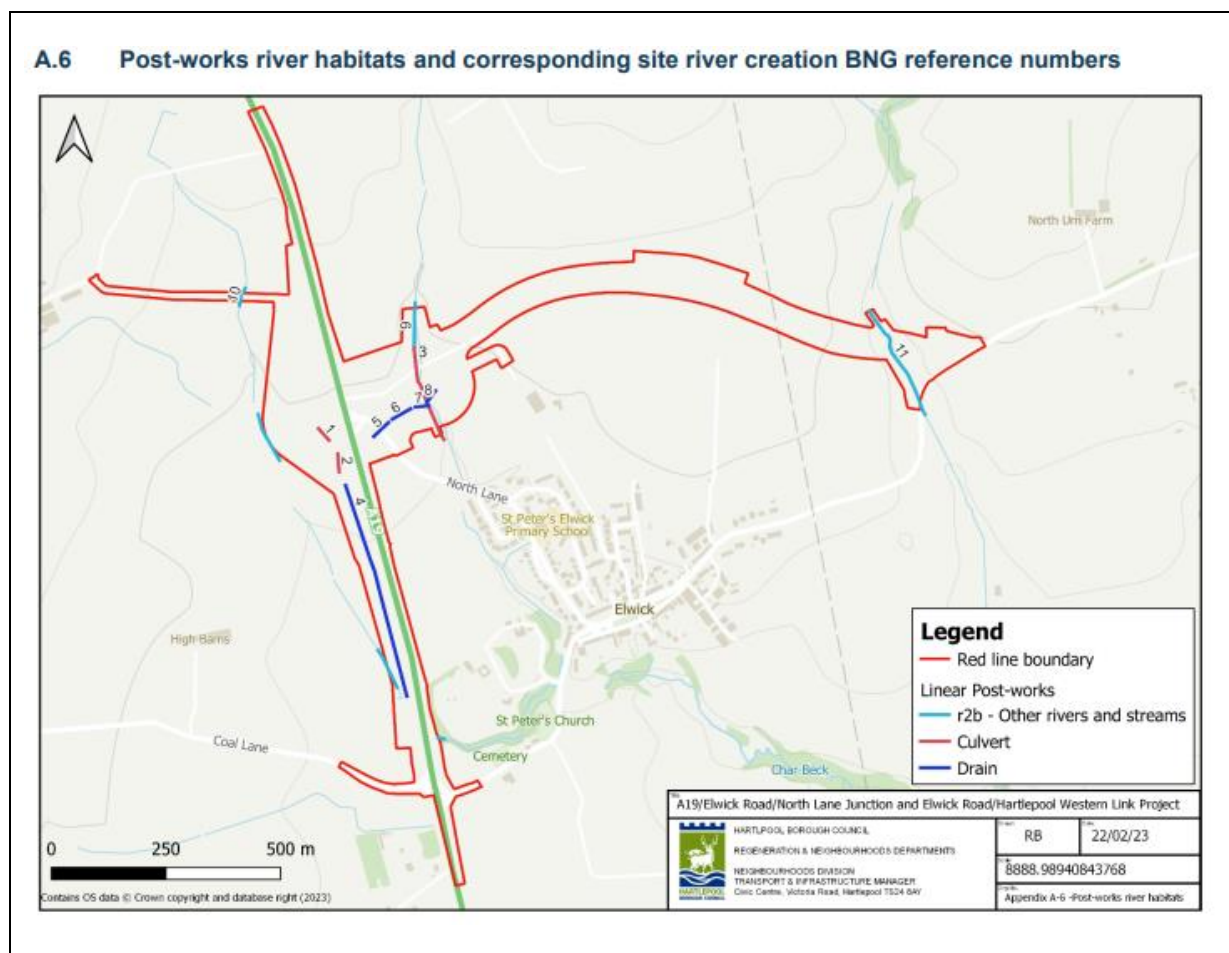 A.6 Post-works river habitats and corresponding site river creation BNG reference numbers
North Urn Farm
10
9
3
8
7
6
5
1
2
4
11
A19
North Lane
St Peter's Elwick
Primary School
Elwick
High Barns
St Peter's Church
Coal Lane
Cemetery
Char Beck
Legend
Red line boundary
Linear Post-works
r2b - Other rivers and streams
Culvert
Drain
0 250 500 m
Contains OS data © Crown copyright and database right (2023)
A19/Elwick Road/North Lane Junction and Elwick Road/Hartlepool Western Link Project
HARTLEPOOL
BOROUGH COUNCIL
HARTLPOOL BOROUGH COUNCIL
REGENERATION & NEIGHBOURHOODS DEPARTMENTS
NEIGHBOURHOODS DIVISION
TRANSPORT & INFRASTRUCTURE MANAGER
Civic Centre, Victoria Road, Hartlepool TS24 8AY
RB
22/02/23
8888.98940843768
Appendix A-6 -Post-works river habitats